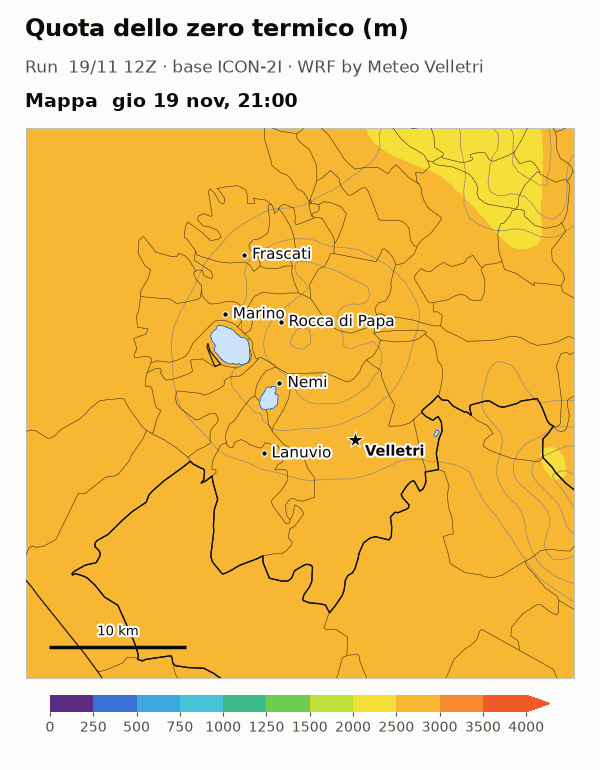 Quota dello zero termico (m)
Run  19/11 12Z · base ICON-2I · WRF by Meteo Velletri
Mappa  gio 19 nov, 21:00
Frascati
Marino
Rocca di Papa
Nemi
Velletri
Lanuvio
10 km
0 250 500 750 1000 1250 1500 2000 2500 3000 3500 4000